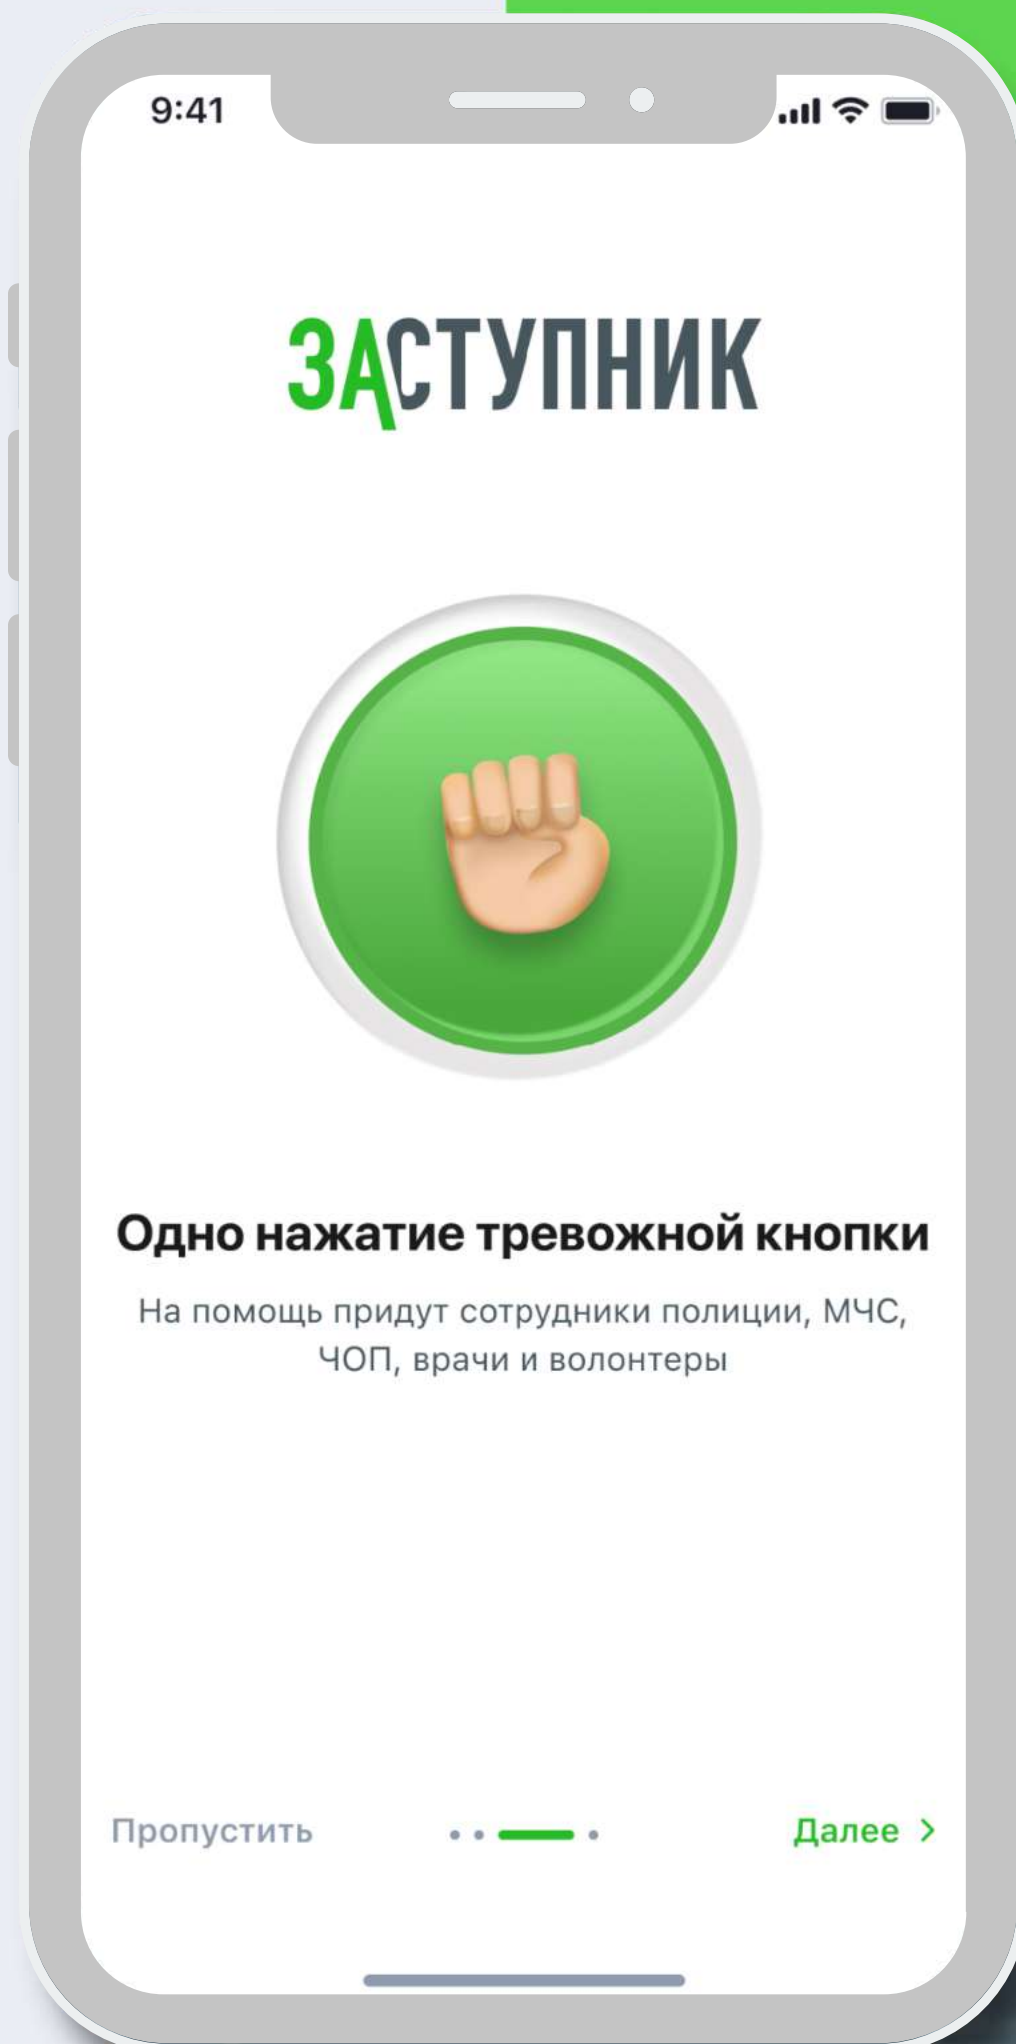 9:41
ЗАСТУПНИК
Одно нажатие тревожной кнопки
На помощь придут сотрудники полиции, МЧС,
ЧОП, врачи и волонтеры
Пропустить
Далее